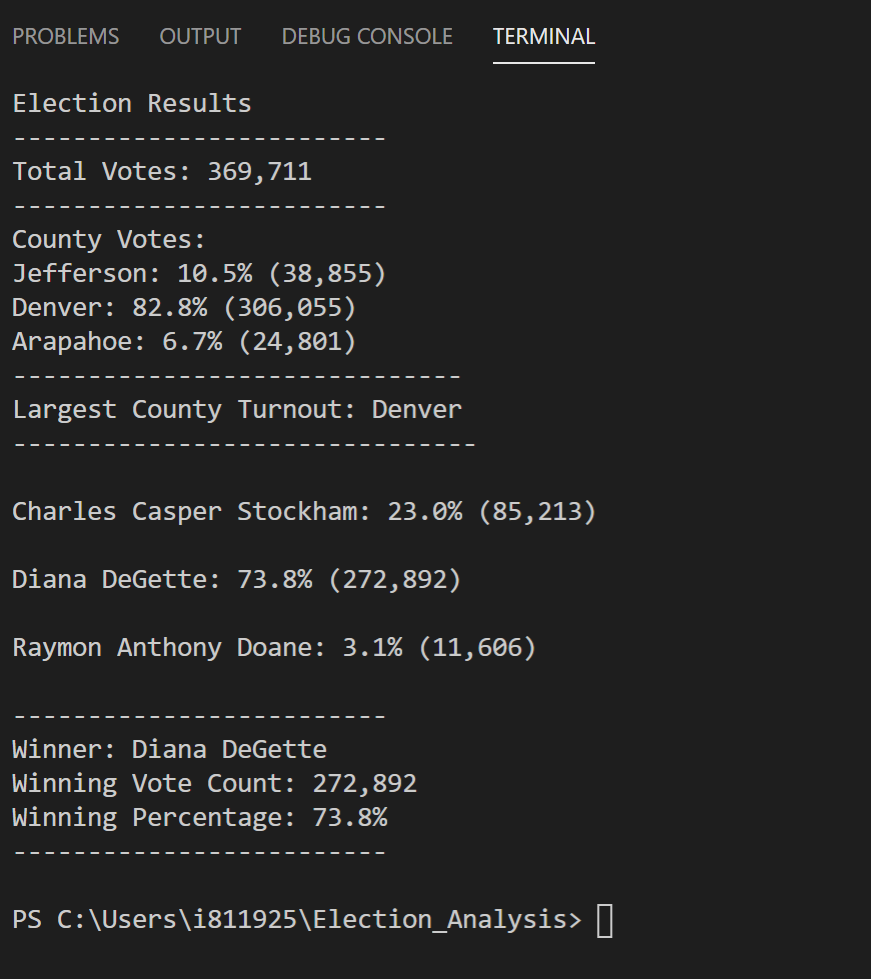 PROBLEMS OUTPUT DEBUG CONSOLE TERMINAL
Election Results
-------------------------
Total Votes: 369,711
-------------------------
County Votes:
Jefferson: 10.5% (38,855)
Denver: 82.8% (306,055)
Arapahoe: 6.7% (24,801)
------------------------------
Largest County Turnout: Denver
-------------------------------
Charles Casper Stockham: 23.0% (85,213)
Diana DeGette: 73.8% (272,892)
Raymon Anthony Doane: 3.1% (11,606)
-------------------------
Winner: Diana DeGette
Winning Vote Count: 272,892
Winning Percentage: 73.8%
-------------------------
PS C:\Users\i811925\Election_Analysis>